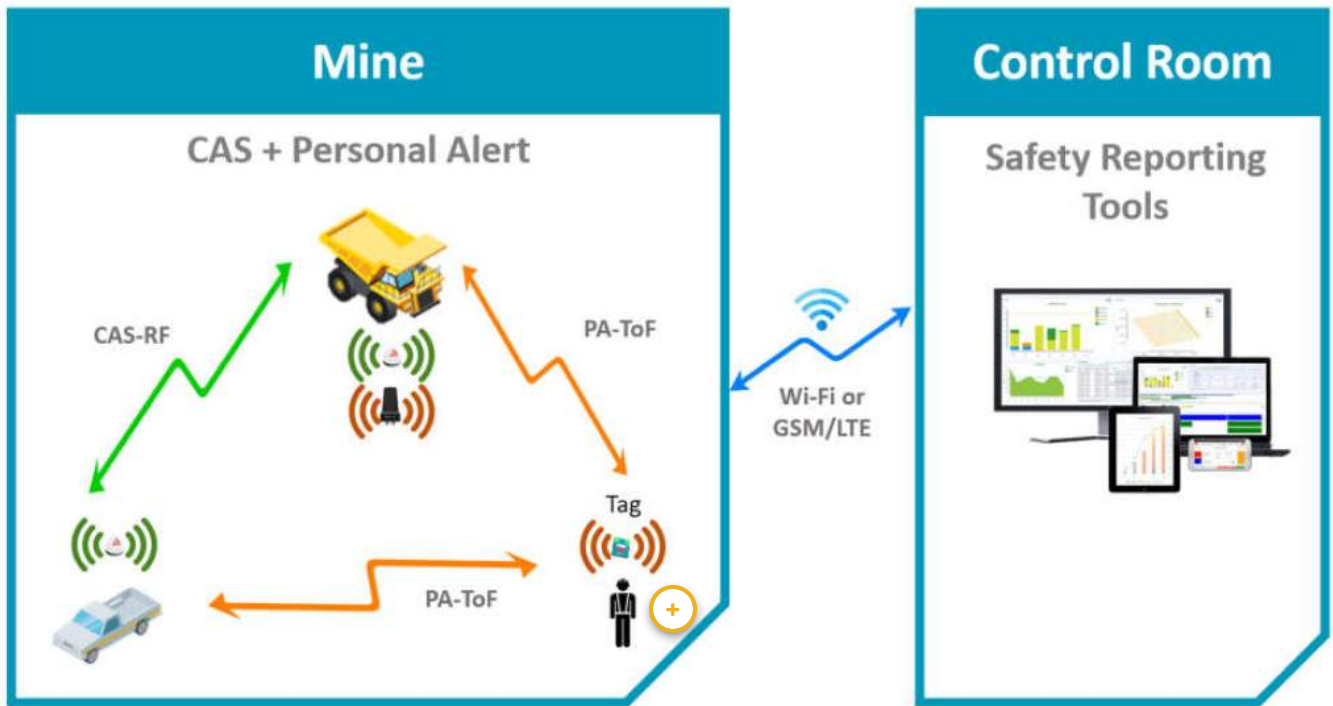 Mine
CAS + Personal Alert
CAS-RF
PA-ToF
Tag
PA-ToF
Wi-Fi or
GSM/LTE
Control Room
Safety Reporting
Tools